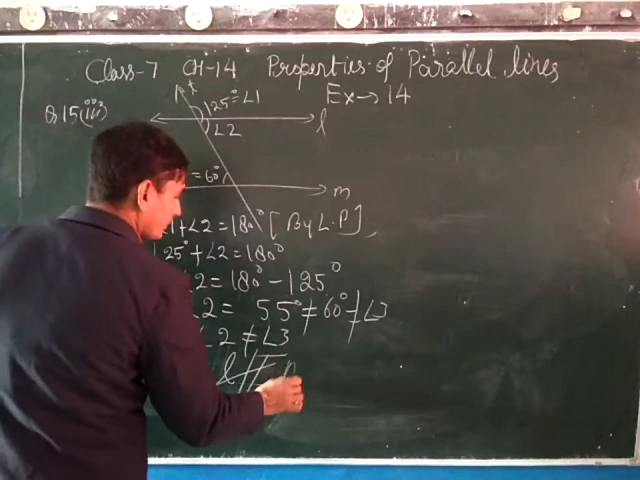 Class-7 CH-14 Properties of Parallel lines
Ex→14
Q.15(iii)
t
125°=∠1
l
∠2
=60°
m
1+∠2=180° [By L.P]
125°+∠2=180°
∠2=180°-125°
∠2= 55°≠60°≠∠3
∠2≠∠3